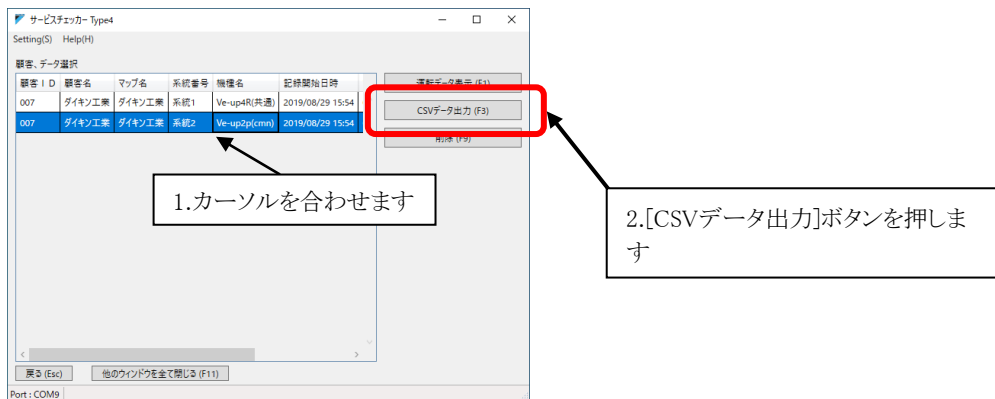 サービスチェッカー Type4
Setting(S) Help(H)
顧客、データ選択
顧客ＩＤ 顧客名 マップ名 系統番号 機種名 記録開始日時
007 ダイキン工業 ダイキン工業 系統1 Ve-up4R(共通) 2019/08/29 15:54
007 ダイキン工業 ダイキン工業 系統2 Ve-up2p(cmn) 2019/08/29 15:54
運転データ表示 (F1)
CSVデータ出力 (F3)
削除 (F9)
1.カーソルを合わせます
2.[CSVデータ出力]ボタンを押しま
す
戻る (Esc) 他のウィンドウを全て閉じる (F11)
Port : COM9